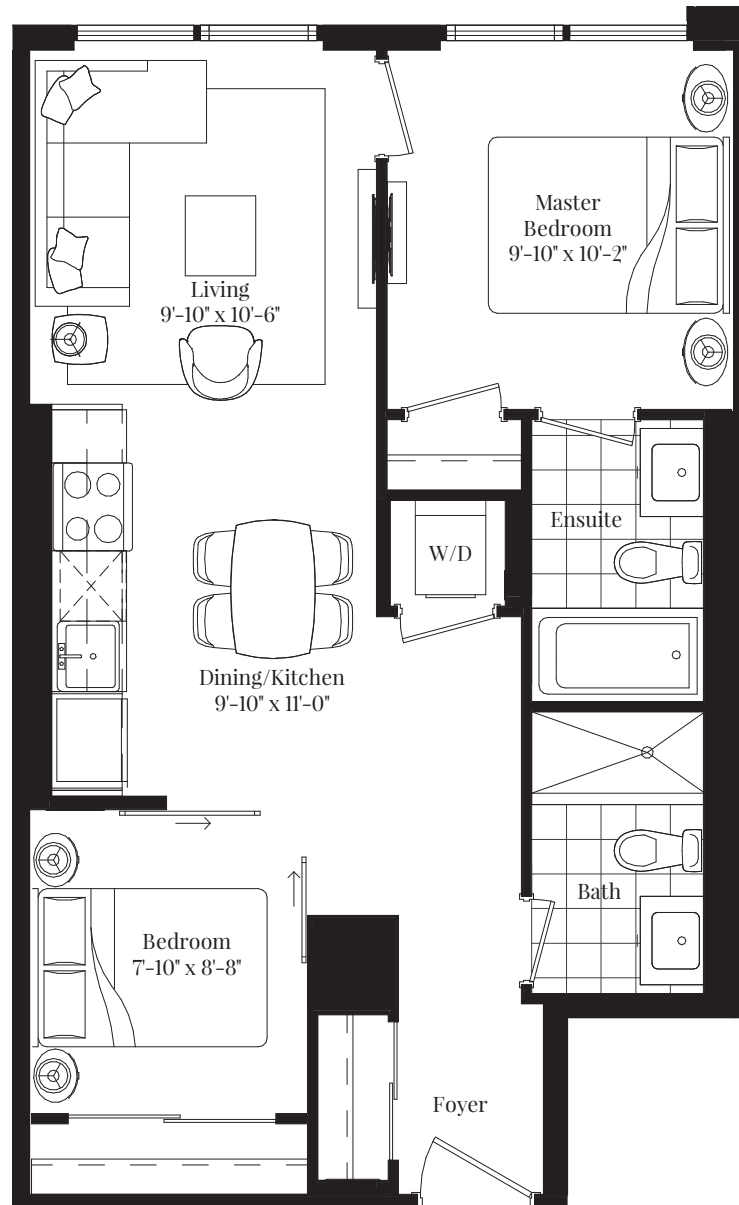 Master
Bedroom
9'-10" x 10'-2"
Living
9'-10" x 10'-6"
Ensuite
W/D
Dining/Kitchen
9'-10" x 11'-0"
Bath
Bedroom
7'-10" x 8'-8"
Foyer